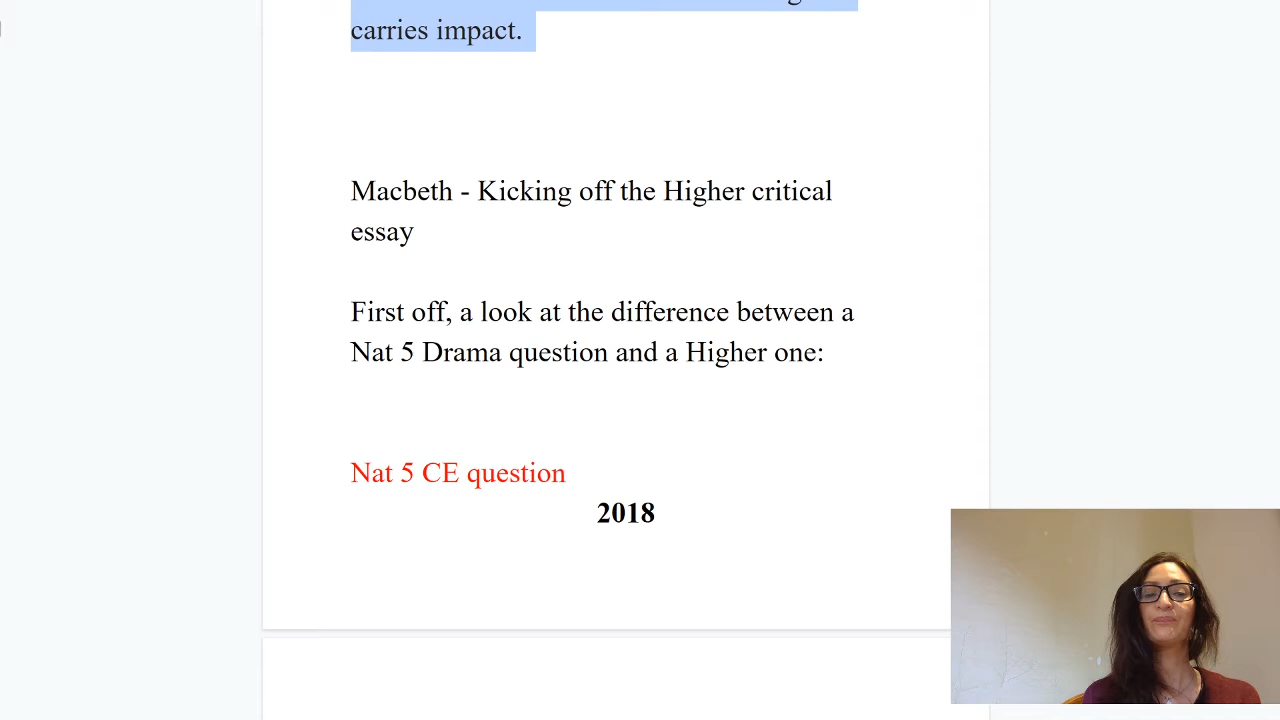 carries impact.
Macbeth - Kicking off the Higher critical
essay
First off, a look at the difference between a
Nat 5 Drama question and a Higher one:
Nat 5 CE question
2018